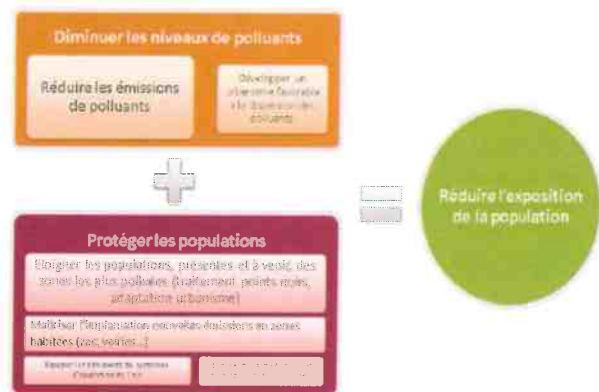 Diminuer les niveaux de polluants
Réduire les émissions
de polluants
Développer un
urbanisme favorable
à la dispersion des
polluants
Réduire l'exposition
de la population
Protéger les populations
Eloigner les populations, présentes et à venir, des
zones les plus polluées (traitement points noirs,
adaptation urbanisme)
Maîtriser l'implantation nouvelles émissions en zones
habitées (zac, voiries...)